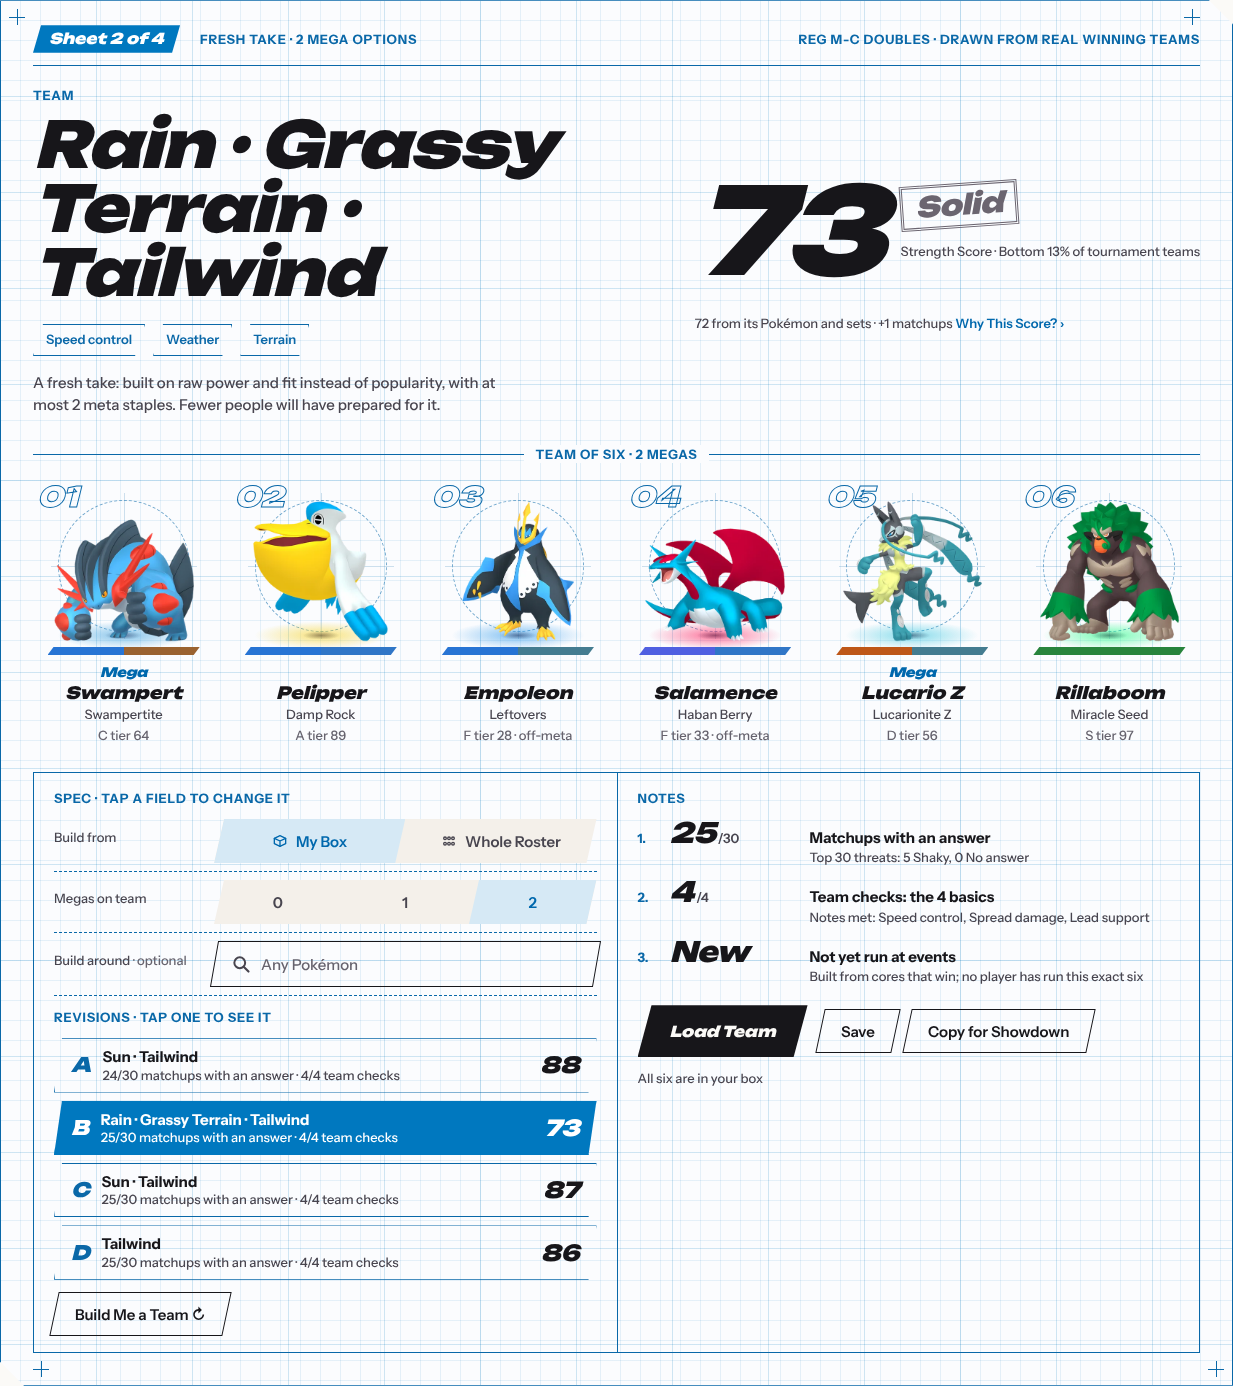 Sheet 2 of 4
FRESH TAKE · 2 MEGA OPTIONS
REG M-C DOUBLES · DRAWN FROM REAL WINNING TEAMS
TEAM
Rain · Grassy
Terrain ·
Tailwind
73
Solid
Strength Score · Bottom 13% of tournament teams
72 from its Pokémon and sets · +1 matchups Why This Score? ›
Speed control
Weather
Terrain
A fresh take: built on raw power and fit instead of popularity, with at
most 2 meta staples. Fewer people will have prepared for it.
TEAM OF SIX · 2 MEGAS
01
Mega
Swampert
Swampertite
C tier 64
02
Pelipper
Damp Rock
A tier 89
03
Empoleon
Leftovers
F tier 28 · off-meta
04
Salamence
Haban Berry
F tier 33 · off-meta
05
Mega
Lucario Z
Lucarionite Z
D tier 56
06
Rillaboom
Miracle Seed
S tier 97
SPEC · TAP A FIELD TO CHANGE IT
Build from
My Box
Whole Roster
Megas on team
0
1
2
Build around · optional
Any Pokémon
REVISIONS · TAP ONE TO SEE IT
A
Sun · Tailwind
24/30 matchups with an answer · 4/4 team checks
88
B
Rain · Grassy Terrain · Tailwind
25/30 matchups with an answer · 4/4 team checks
73
C
Sun · Tailwind
25/30 matchups with an answer · 4/4 team checks
87
D
Tailwind
25/30 matchups with an answer · 4/4 team checks
86
Build Me a Team
NOTES
1.
25/30
Matchups with an answer
Top 30 threats: 5 Shaky, 0 No answer
2.
4/4
Team checks: the 4 basics
Notes met: Speed control, Spread damage, Lead support
3.
New
Not yet run at events
Built from cores that win; no player has run this exact six
Load Team
Save
Copy for Showdown
All six are in your box